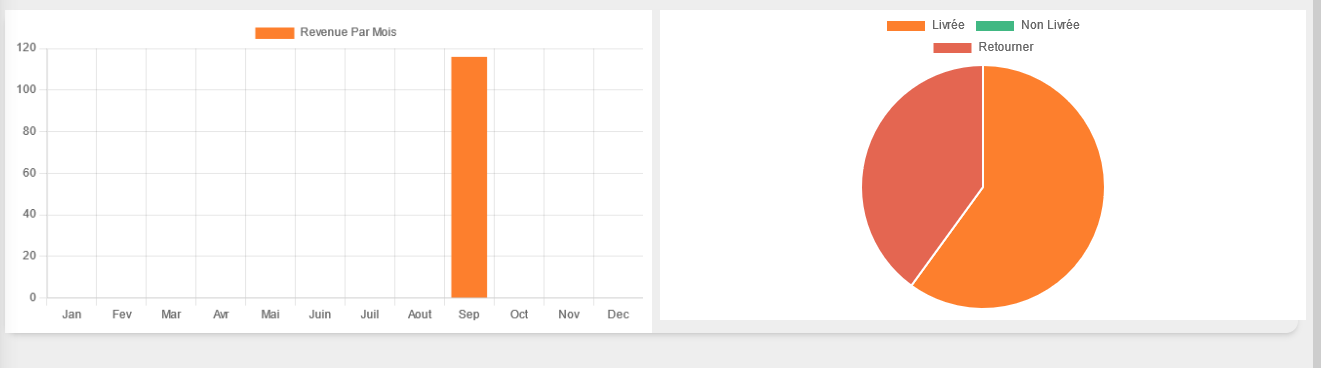 Revenue Par Mois
120
100
80
60
40
20
0
Jan Fev Mar Avr Mai Juin Juil Aout Sep Oct Nov Dec
Livrée Non Livrée
Retourner